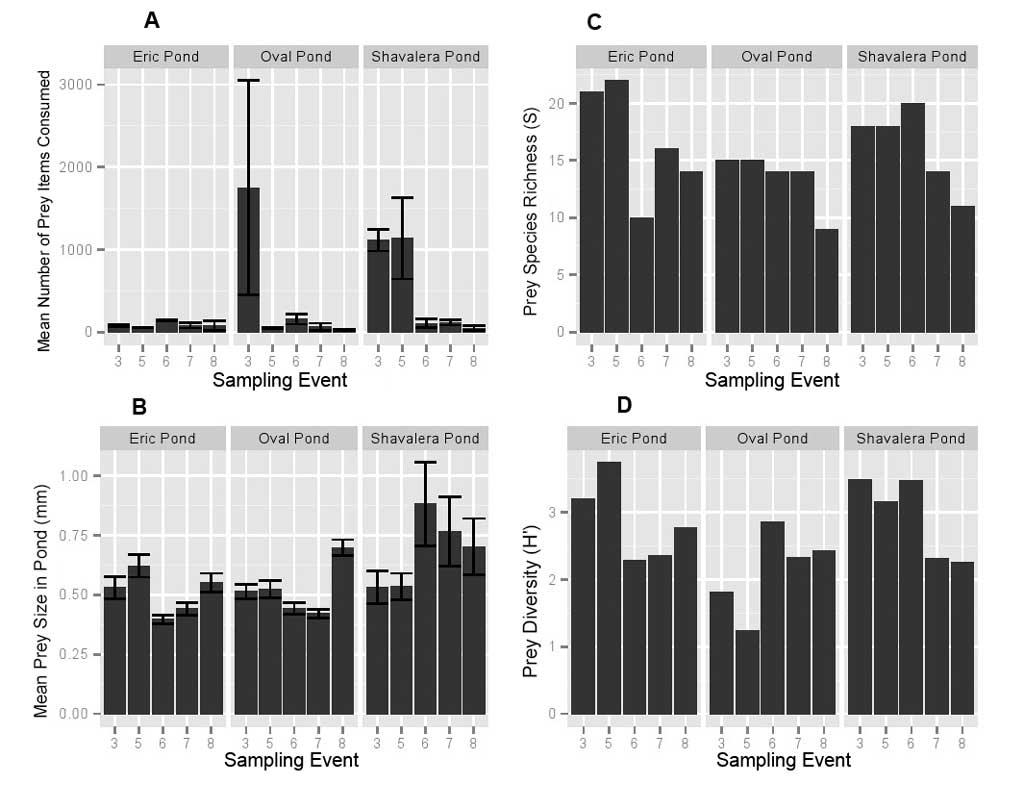 A
Eric Pond Oval Pond Shavalera Pond
Mean Number of Prey Items Consumed
3000
2000
1000
0
3 5 6 7 8 3 5 6 7 8 3 5 6 7 8
Sampling Event
C
Eric Pond Oval Pond Shavalera Pond
Prey Species Richness (S)
20
15
10
5
0
3 5 6 7 8 3 5 6 7 8 3 5 6 7 8
Sampling Event
B
Eric Pond Oval Pond Shavalera Pond
Mean Prey Size in Pond (mm)
1.00
0.75
0.50
0.25
0.00
3 5 6 7 8 3 5 6 7 8 3 5 6 7 8
Sampling Event
D
Eric Pond Oval Pond Shavalera Pond
Prey Diversity (H')
3
2
1
0
3 5 6 7 8 3 5 6 7 8 3 5 6 7 8
Sampling Event